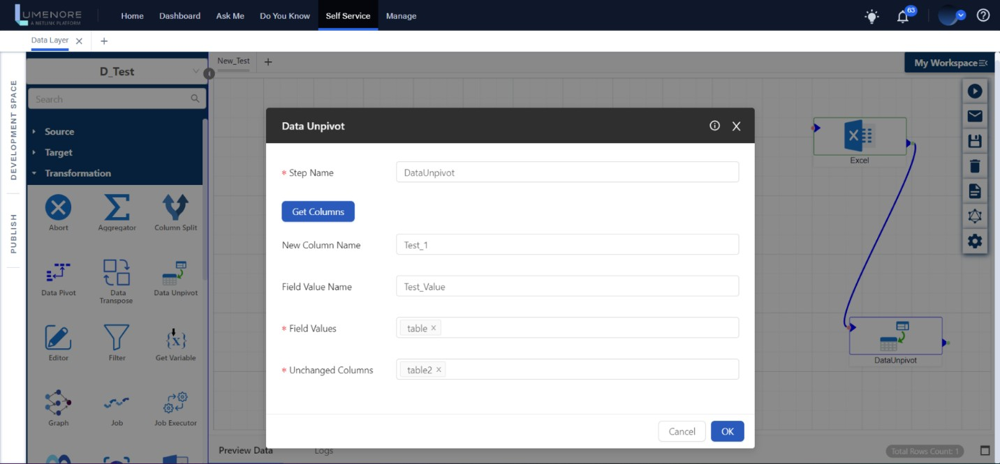 LUMENORE
A NETLINK PLATFORM
Home
Dashboard
Ask Me
Do You Know
Self Service
Manage
63
Data Layer
DEVELOPMENT SPACE
PUBLISH
D_Test
Search
Source
Target
Transformation
Abort
Aggregator
Column Split
Data Pivot
Data
Transpose
Data Unpivot
Editor
Filter
Get Variable
Graph
Job
Job Executor
New_Test
My Workspace
Excel
DataUnpivot
Data Unpivot
* Step Name
DataUnpivot
Get Columns
New Column Name
Test_1
Field Value Name
Test_Value
* Field Values
table ×
* Unchanged Columns
table2 ×
Cancel
OK
Preview Data
Logs
Total Rows Count: 1